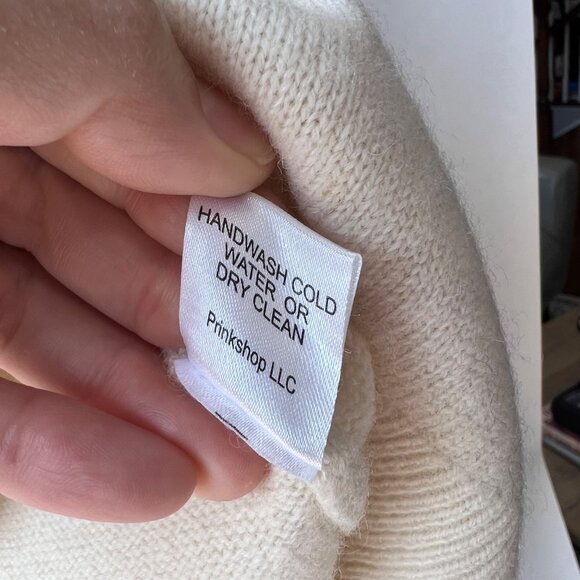 HANDWASH COLD
WATER OR
DRY CLEAN
Prinkshop LLC